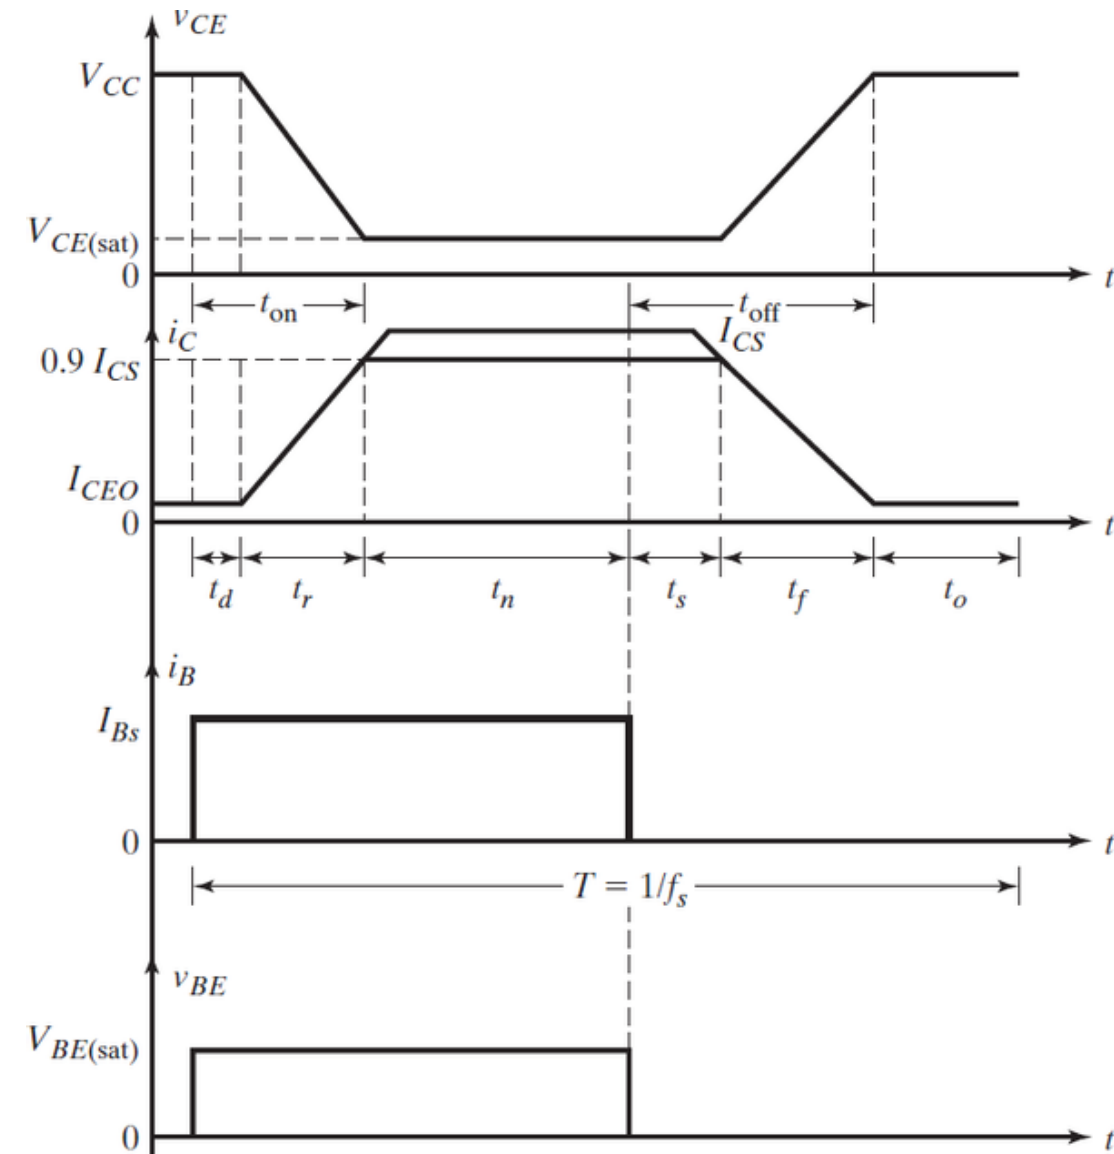 v_CE
V_CC
V_CE(sat)
0
t
t_on
t_off
i_C
I_CS
0.9 I_CS
I_CEO
0
t
t_d
t_r
t_n
t_s
t_f
t_o
i_B
I_Bs
0
t
T = 1/f_s
v_BE
V_BE(sat)
0
t